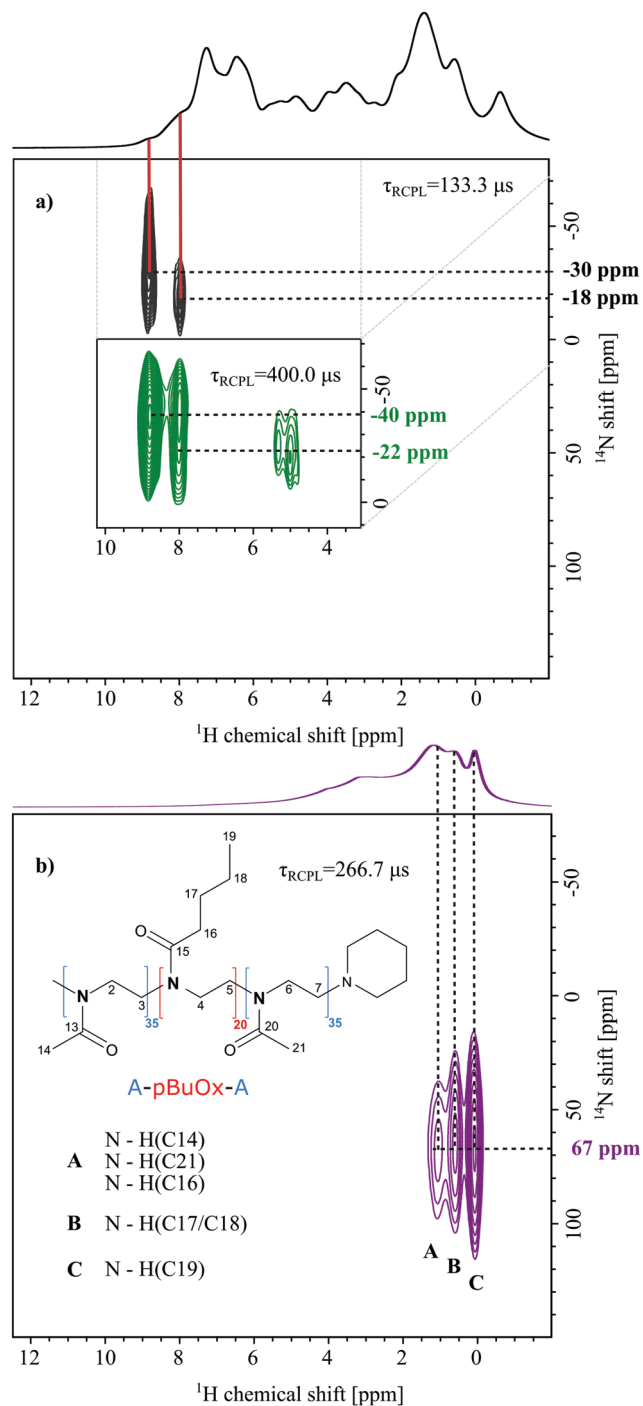 a)
τRCPL=133.3 μs
-50
-30 ppm
-18 ppm
0
τRCPL=400.0 μs
-50
-40 ppm
-22 ppm
0
50
100
¹⁴N shift [ppm]
10 8 6 4
12 10 8 6 4 2 0
¹H chemical shift [ppm]
b)
τRCPL=266.7 μs
-50
0
50
67 ppm
100
¹⁴N shift [ppm]
19
18
17
16
15
O
N
2
3
35
N
4
5
20
N
6
7
35
N
13
14
O
20
O
21
A-pBuOx-A
N - H(C14)
A N - H(C21)
N - H(C16)
B N - H(C17/C18)
C N - H(C19)
A
B
C
12 10 8 6 4 2 0
¹H chemical shift [ppm]